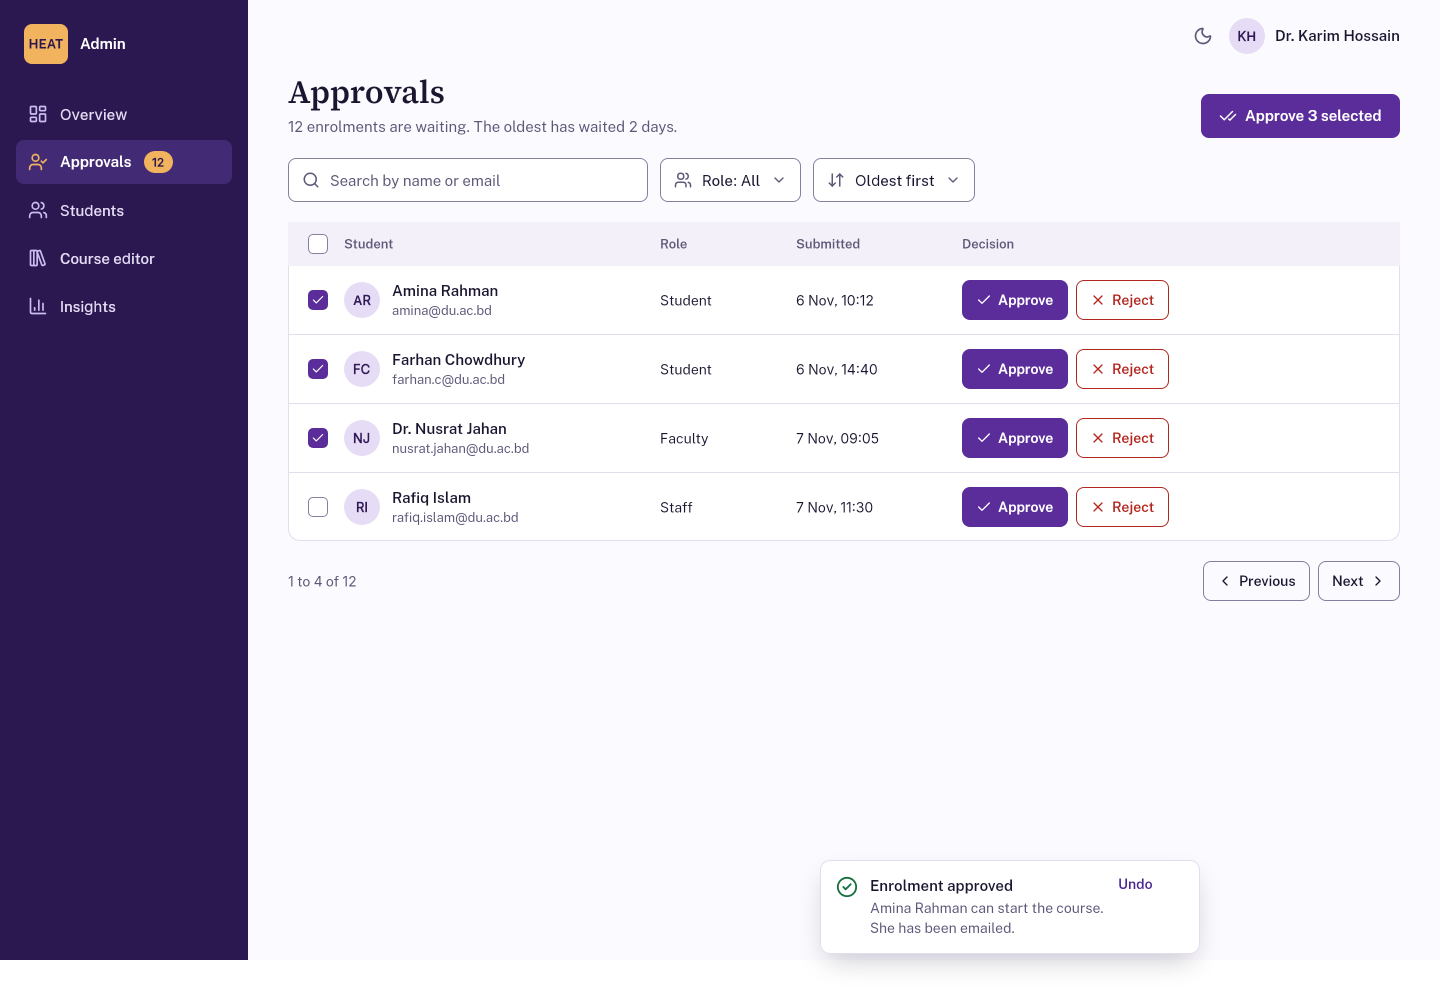 HEAT Admin
Overview
Approvals 12
Students
Course editor
Insights
KH Dr. Karim Hossain
Approvals
12 enrolments are waiting. The oldest has waited 2 days.
Approve 3 selected
Search by name or email
Role: All
Oldest first
Student Role Submitted Decision
AR Amina Rahman
amina@du.ac.bd
Student 6 Nov, 10:12 Approve Reject
FC Farhan Chowdhury
farhan.c@du.ac.bd
Student 6 Nov, 14:40 Approve Reject
NJ Dr. Nusrat Jahan
nusrat.jahan@du.ac.bd
Faculty 7 Nov, 09:05 Approve Reject
RI Rafiq Islam
rafiq.islam@du.ac.bd
Staff 7 Nov, 11:30 Approve Reject
1 to 4 of 12
Previous Next
Enrolment approved Undo
Amina Rahman can start the course.
She has been emailed.